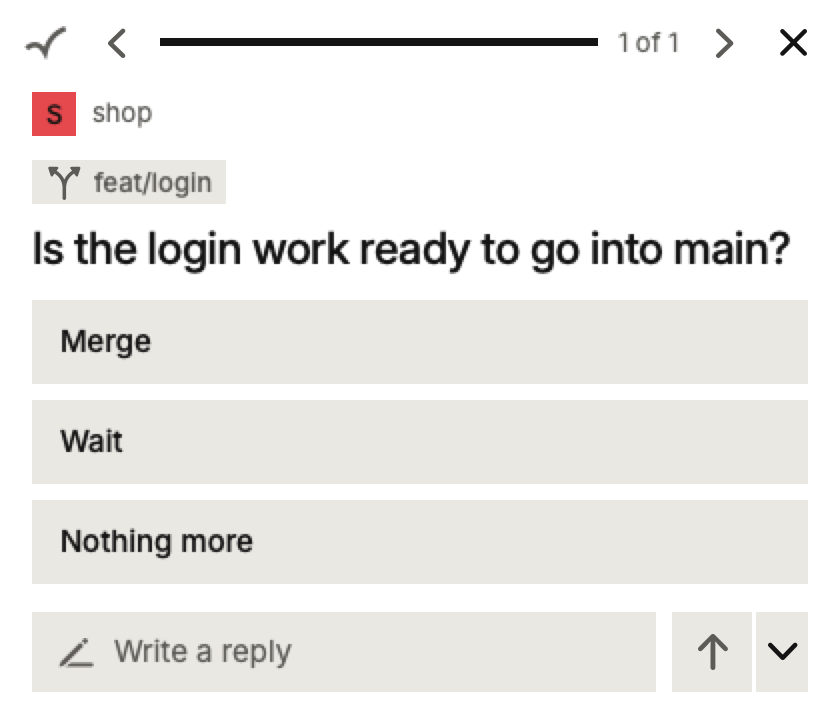 1 of 1
S shop
feat/login
Is the login work ready to go into main?
Merge
Wait
Nothing more
Write a reply